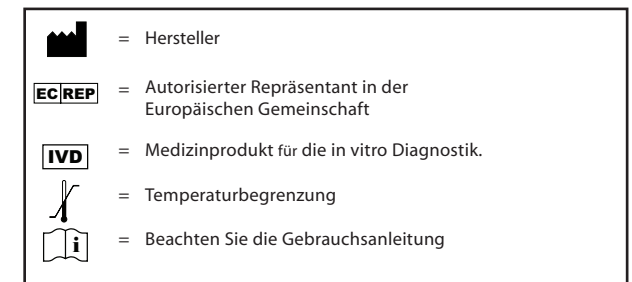 = Hersteller
EC REP = Autorisierter Repräsentant in der
Europäischen Gemeinschaft
IVD = Medizinprodukt für die in vitro Diagnostik.
= Temperaturbegrenzung
i = Beachten Sie die Gebrauchsanleitung